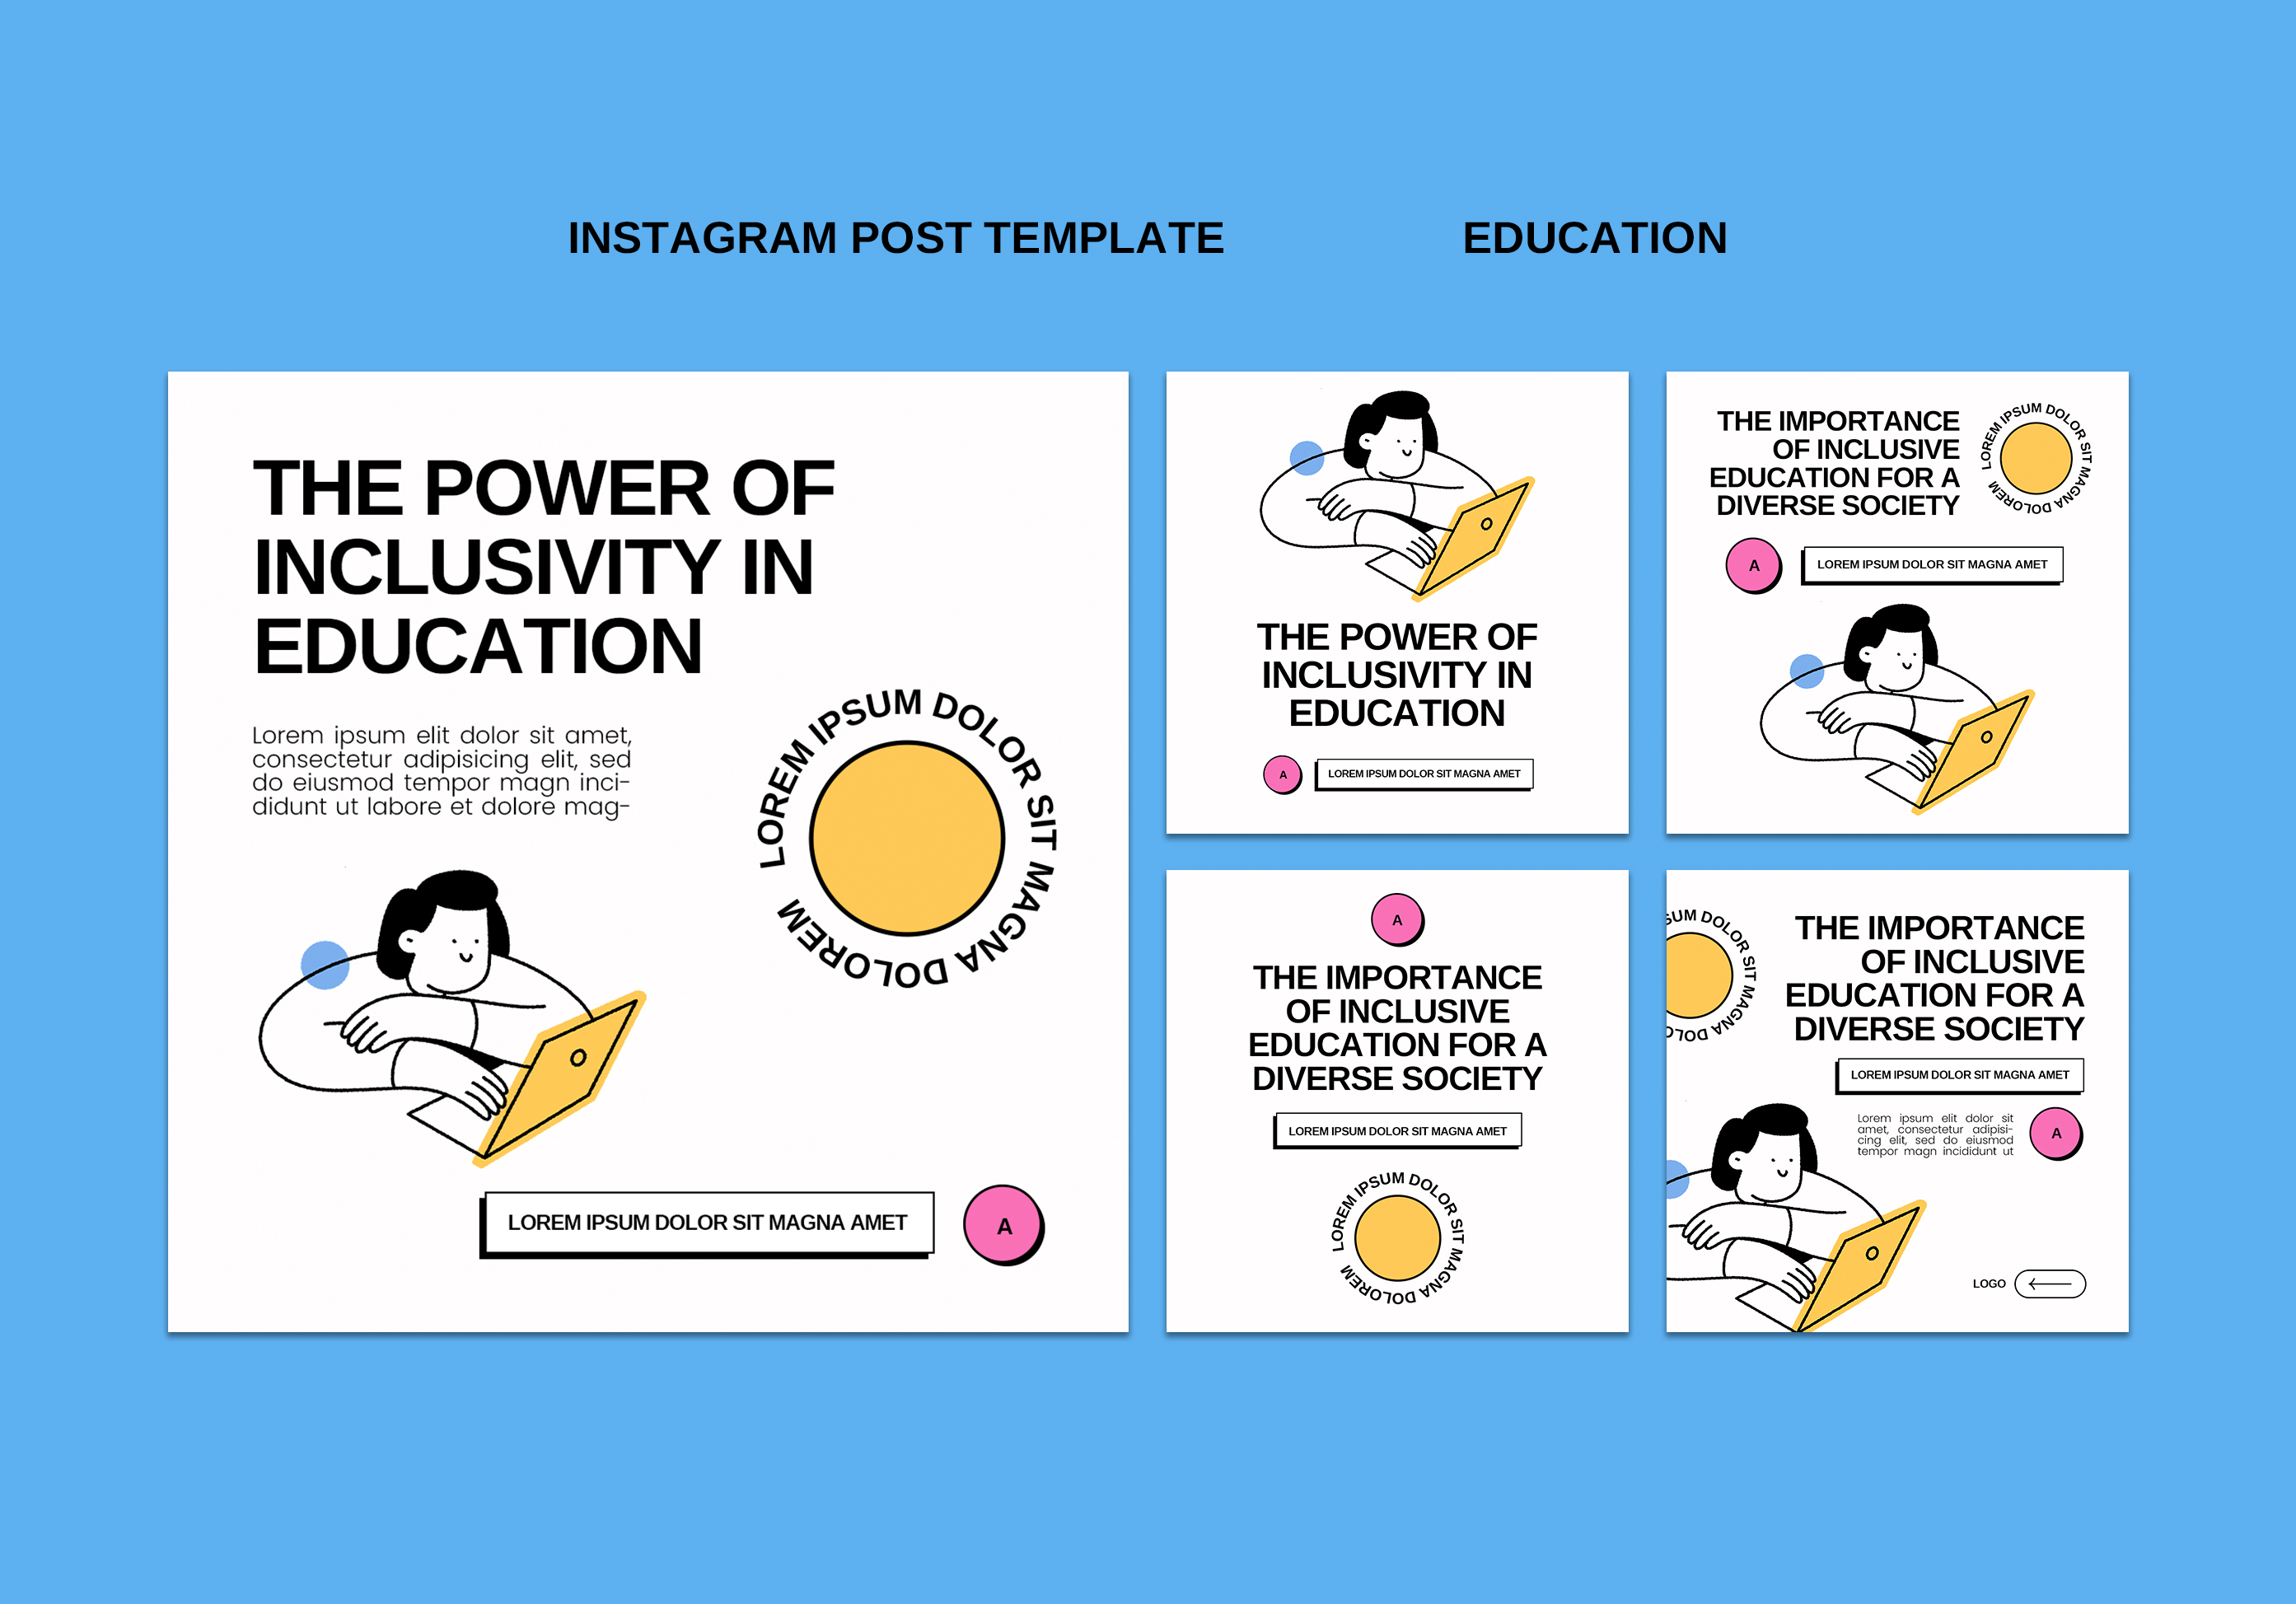 INSTAGRAM POST TEMPLATE
EDUCATION
THE POWER OF
INCLUSIVITY IN
EDUCATION
Lorem ipsum elit dolor sit amet,
consectetur adipisicing elit, sed
do eiusmod tempor magn inci-
didunt ut labore et dolore mag-
LOREM IPSUM DOLOR SIT MAGNA DOLOREM
LOREM IPSUM DOLOR SIT MAGNA AMET
A
THE POWER OF
INCLUSIVITY IN
EDUCATION
A
LOREM IPSUM DOLOR SIT MAGNA AMET
THE IMPORTANCE
OF INCLUSIVE
EDUCATION FOR A
DIVERSE SOCIETY
LOREM IPSUM DOLOR SIT MAGNA DOLOREM
A
LOREM IPSUM DOLOR SIT MAGNA AMET
A
THE IMPORTANCE
OF INCLUSIVE
EDUCATION FOR A
DIVERSE SOCIETY
LOREM IPSUM DOLOR SIT MAGNA AMET
LOREM IPSUM DOLOR SIT MAGNA DOLOREM
SUM DOLOR SIT MAGNA DOLO
THE IMPORTANCE
OF INCLUSIVE
EDUCATION FOR A
DIVERSE SOCIETY
LOREM IPSUM DOLOR SIT MAGNA AMET
Lorem ipsum elit dolor sit
amet, consectetur adipisi-
cing elit, sed do eiusmod
tempor magn incididunt ut
A
LOGO